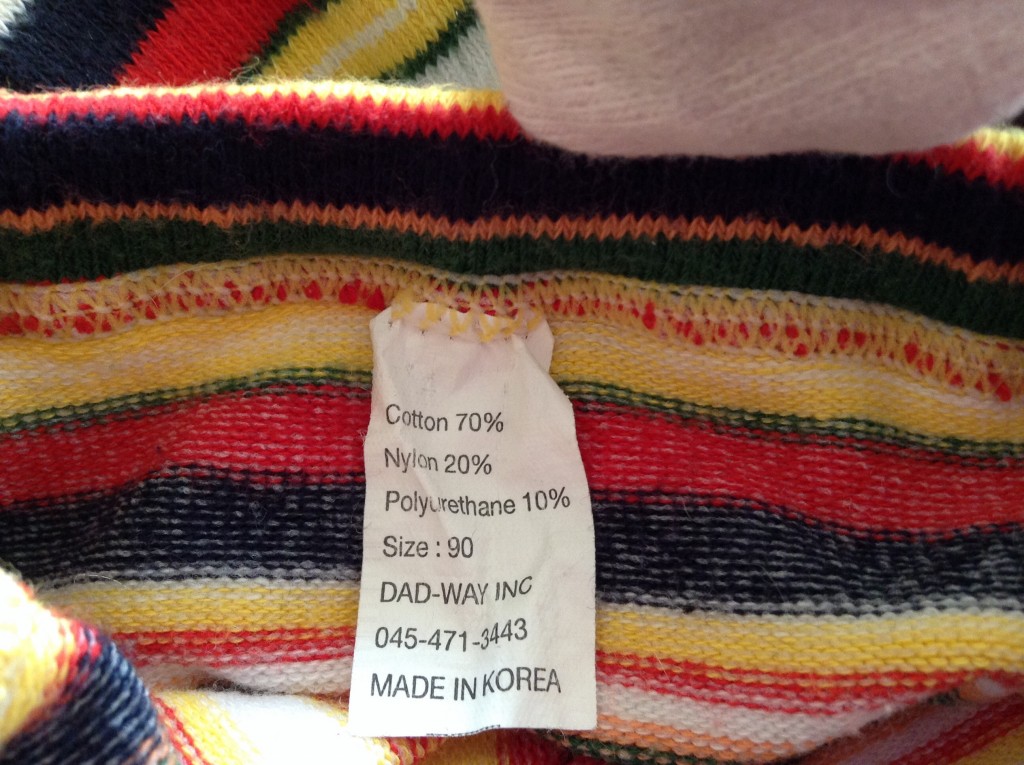 Cotton 70%
Nylon 20%
Polyurethane 10%
Size : 90
DAD-WAY INC
045-471-3443
MADE IN KOREA